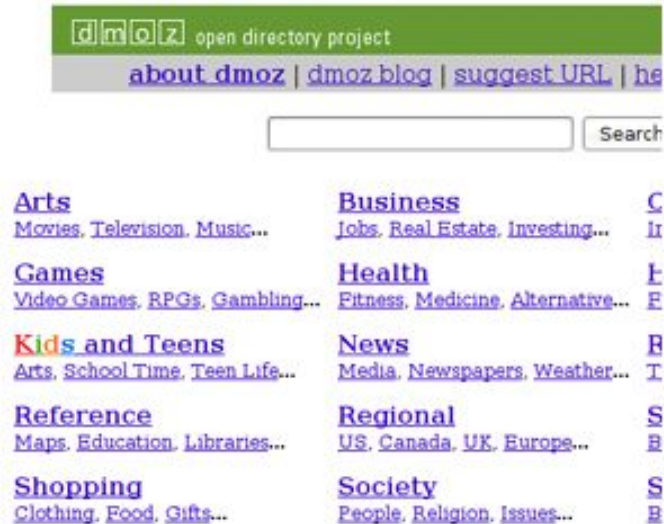 dmoz open directory project
about dmoz | dmoz blog | suggest URL |
Search
Arts Business
Movies, Television, Music... Jobs, Real Estate, Investing...
Games Health
Video Games, RPGs, Gambling... Fitness, Medicine, Alternative...
Kids and Teens News
Arts, School Time, Teen Life... Media, Newspapers, Weather...
Reference Regional
Maps, Education, Libraries... US, Canada, UK, Europe...
Shopping Society
Clothing, Food, Gifts... People, Religion, Issues...